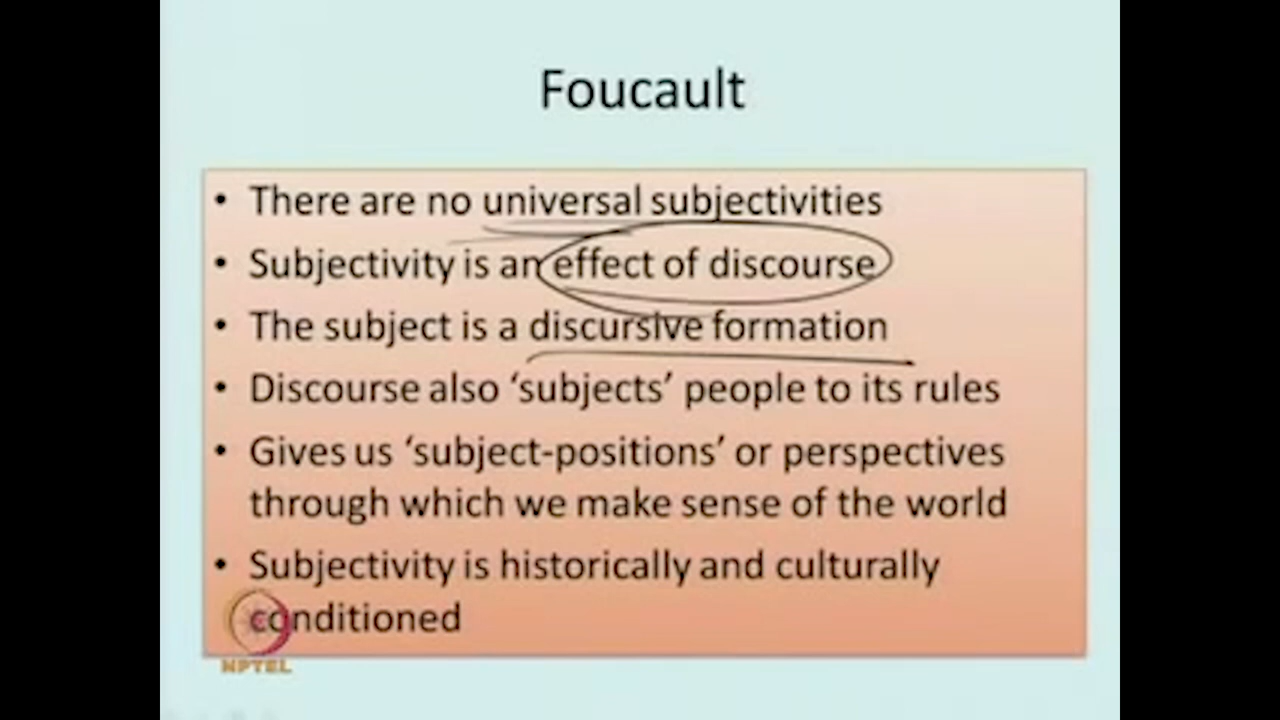 Foucault
• There are no universal subjectivities
• Subjectivity is an effect of discourse
• The subject is a discursive formation
• Discourse also ‘subjects’ people to its rules
• Gives us ‘subject-positions’ or perspectives
through which we make sense of the world
• Subjectivity is historically and culturally
conditioned
NPTEL